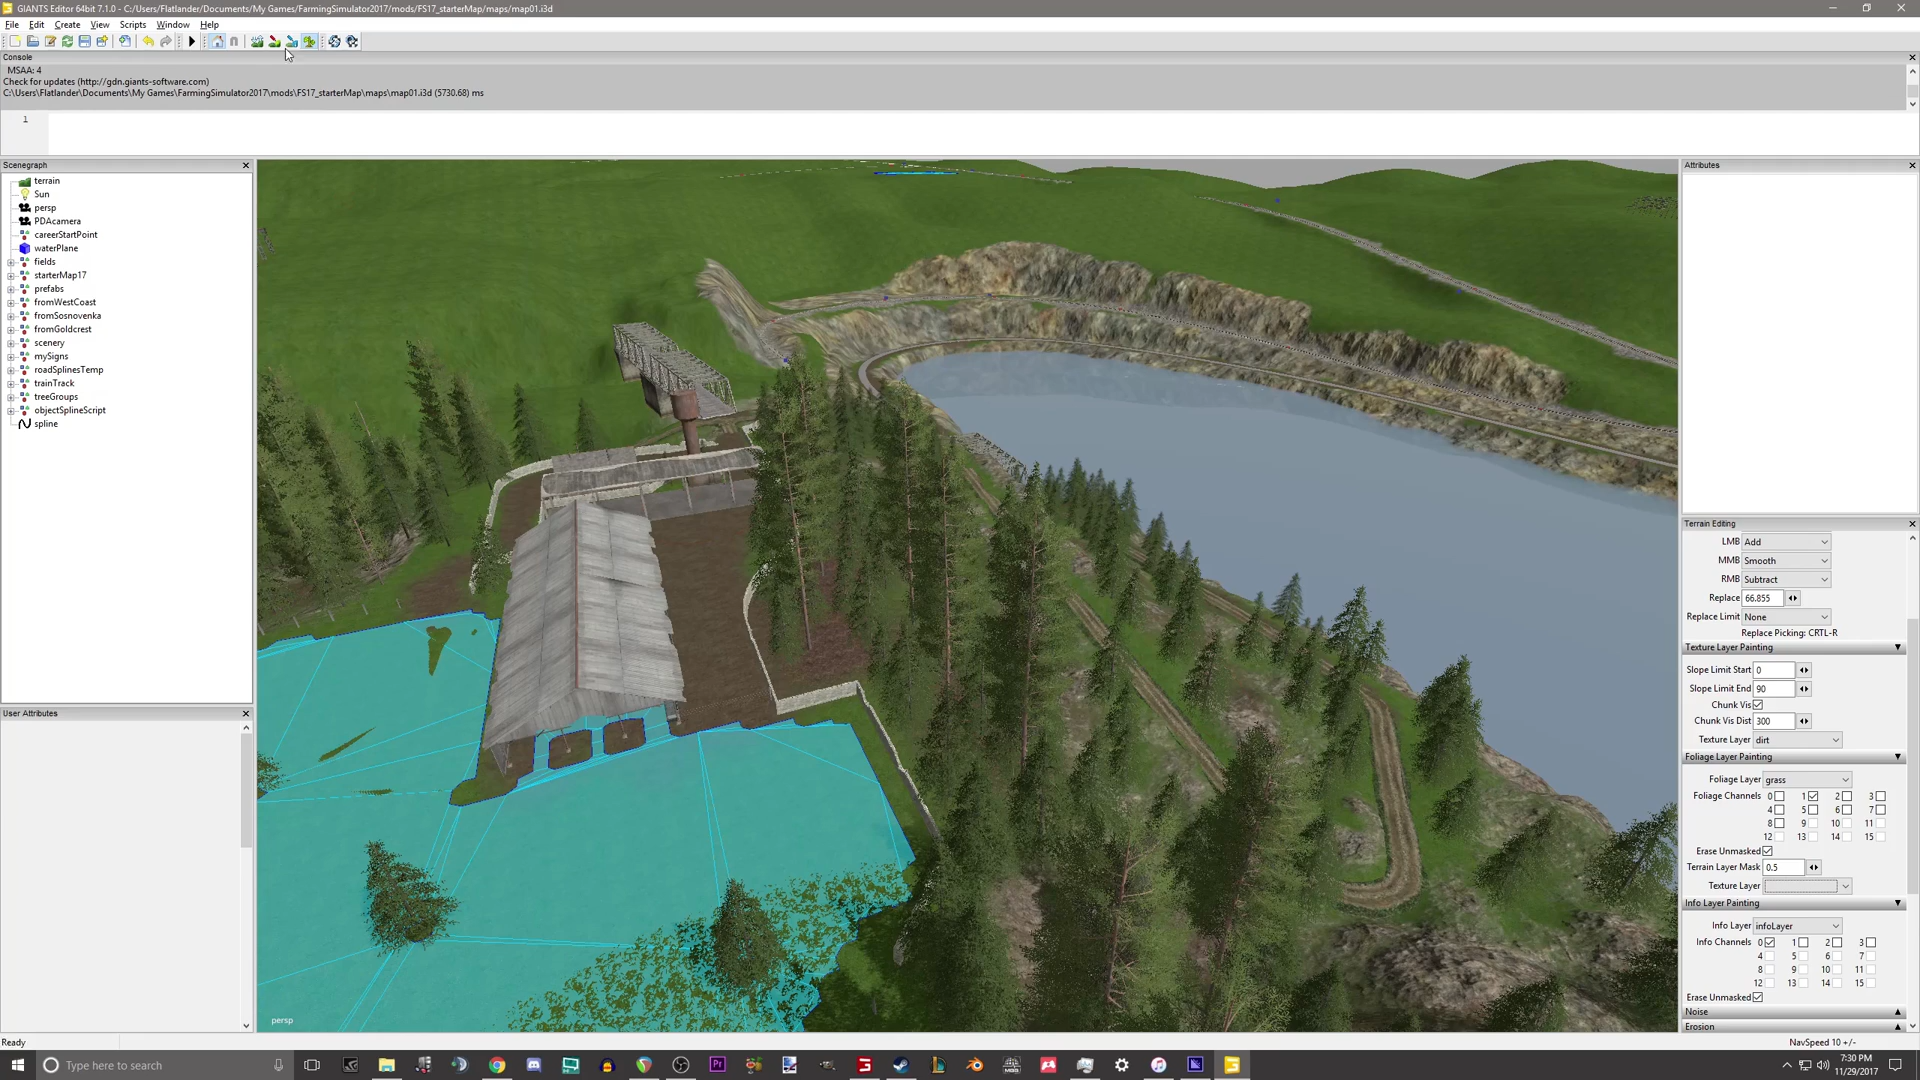 GIANTS Editor 64bit 7.1.0 - C:/Users/Flatlander/Documents/My Games/FarmingSimulator2017/mods/FS17_starterMap/maps/map01.i3d
File Edit Create View Scripts Window Help
Console
MSAA: 4
Check for updates (http://gdn.giants-software.com)
C:\Users\Flatlander\Documents\My Games\FarmingSimulator2017\mods\FS17_starterMap\maps\map01.i3d (5730.68) ms
1
Scenegraph
terrain
Sun
persp
PDAcamera
careerStartPoint
waterPlane
fields
starterMap17
prefabs
fromWestCoast
fromSosnovenka
fromGoldcrest
scenery
mySigns
roadSplinesTemp
trainTrack
treeGroups
objectSplineScript
spline
User Attributes
persp
Attributes
Terrain Editing
LMB Add
MMB Smooth
RMB Subtract
Replace 66.855
Replace Limit None
Replace Picking: CRTL-R
Texture Layer Painting
Slope Limit Start 0
Slope Limit End 90
Chunk Vis
Chunk Vis Dist 300
Texture Layer dirt
Foliage Layer Painting
Foliage Layer grass
Foliage Channels 0 1 2 3
4 5 6 7
8 9 10 11
12 13 14 15
Erase Unmasked
Terrain Layer Mask 0.5
Texture Layer
Info Layer Painting
Info Layer infoLayer
Info Channels 0 1 2 3
4 5 6 7
8 9 10 11
12 13 14 15
Erase Unmasked
Noise
Erosion
Ready
NavSpeed 10 +/-
Type here to search
Pr
7:30 PM
11/29/2017